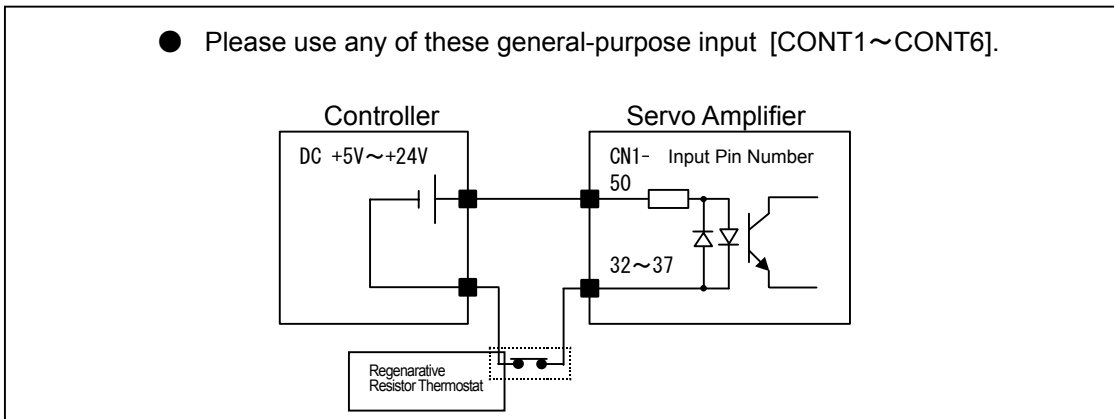 ● Please use any of these general-purpose input [CONT1～CONT6].
Controller
Servo Amplifier
DC +5V～+24V
CN1-
Input Pin Number
50
32～37
Regenarative
Resistor Thermostat